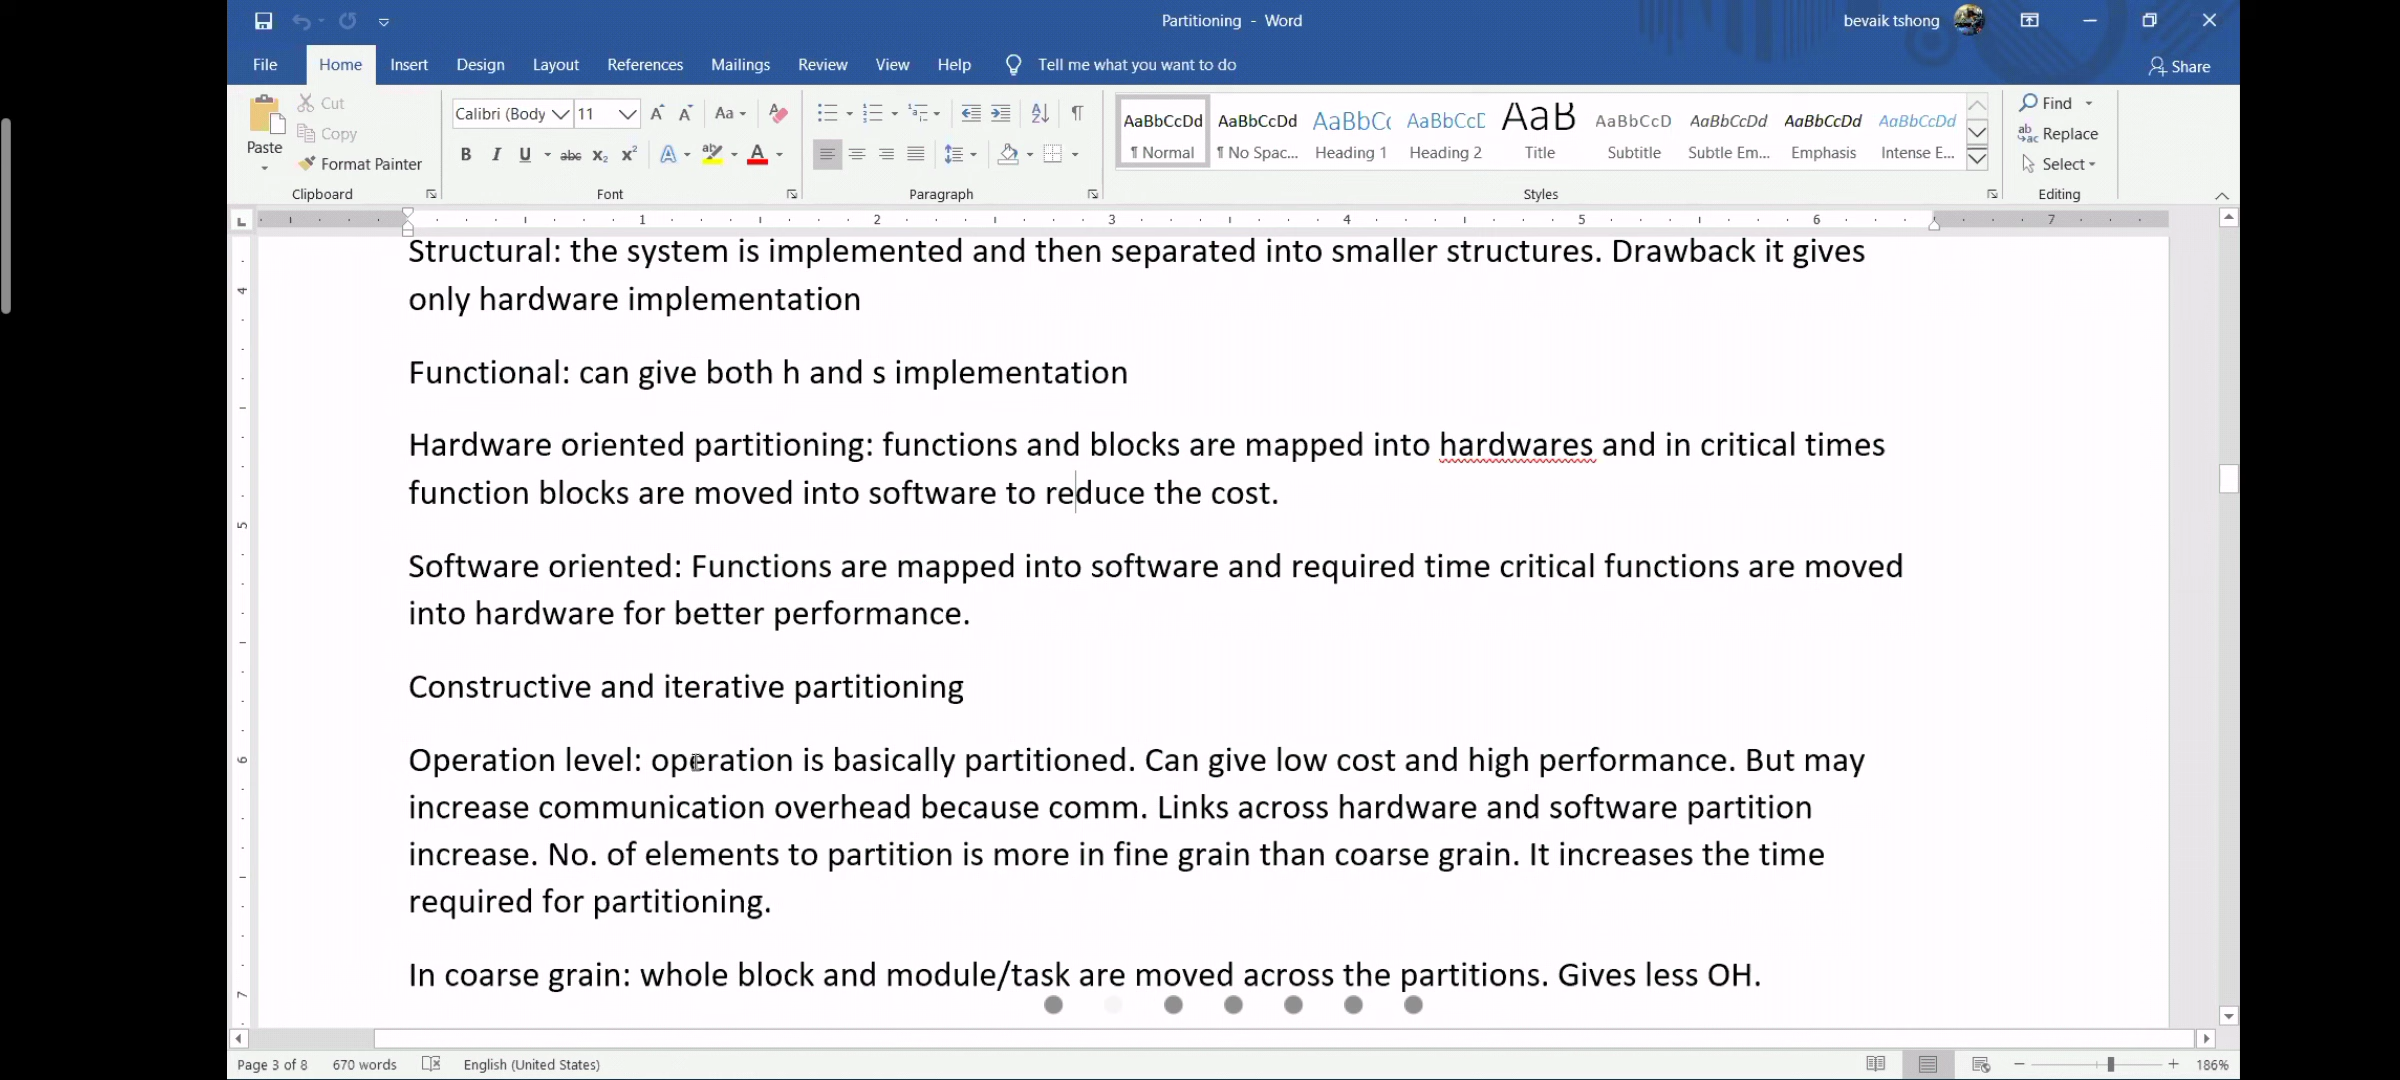 Partitioning - Word
bevaik tshong
File Home Insert Design Layout References Mailings Review View Help Tell me what you want to do
Share
Paste
Cut
Copy
Format Painter
Clipboard
Calibri (Body 11
Font
Paragraph
AaBbCcDd AaBbCcDd AaBbCc AaBbCcE AaB AaBbCcD AaBbCcDd AaBbCcDd AaBbCcDd
¶ Normal ¶ No Spac... Heading 1 Heading 2 Title Subtitle Subtle Em... Emphasis Intense E...
Styles
Find
Replace
Select
Editing
1 2 3 4 5 6 7
Structural: the system is implemented and then separated into smaller structures. Drawback it gives
only hardware implementation
Functional: can give both h and s implementation
Hardware oriented partitioning: functions and blocks are mapped into hardwares and in critical times
function blocks are moved into software to reduce the cost.
Software oriented: Functions are mapped into software and required time critical functions are moved
into hardware for better performance.
Constructive and iterative partitioning
Operation level: operation is basically partitioned. Can give low cost and high performance. But may
increase communication overhead because comm. Links across hardware and software partition
increase. No. of elements to partition is more in fine grain than coarse grain. It increases the time
required for partitioning.
In coarse grain: whole block and module/task are moved across the partitions. Gives less OH.
Page 3 of 8 670 words English (United States) 186%